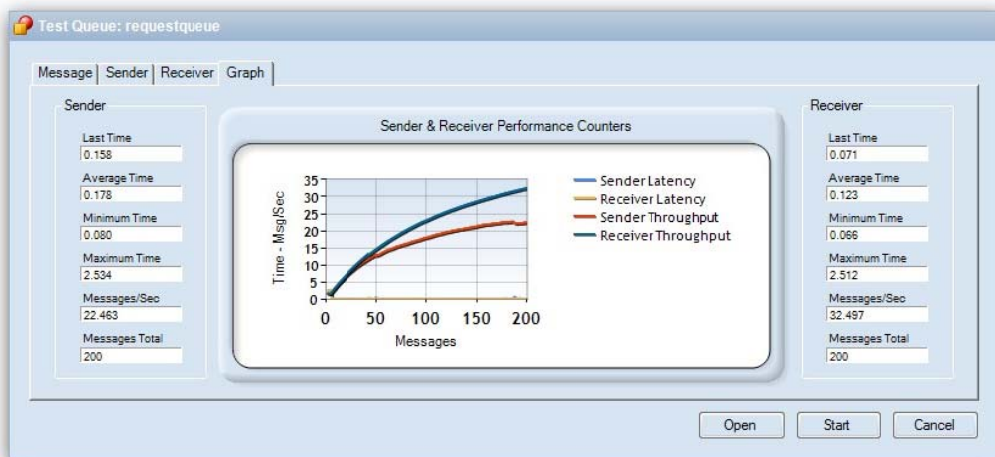 Test Queue: requestqueue
Message Sender Receiver Graph
Sender
Last Time
0.158
Average Time
0.178
Minimum Time
0.080
Maximum Time
2.534
Messages/Sec
22.463
Messages Total
200
Sender & Receiver Performance Counters
Time - Msg/Sec
35
30
25
20
15
10
5
0
0 50 100 150 200
Messages
Sender Latency
Receiver Latency
Sender Throughput
Receiver Throughput
Receiver
Last Time
0.071
Average Time
0.123
Minimum Time
0.066
Maximum Time
2.512
Messages/Sec
32.497
Messages Total
200
Open Start Cancel